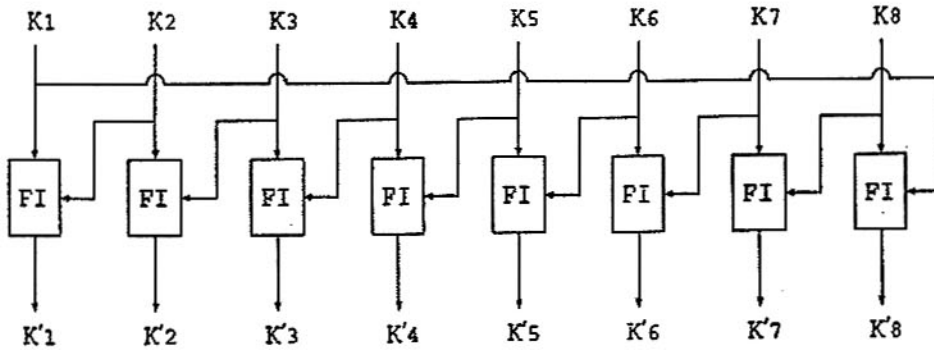 K1 K2 K3 K4 K5 K6 K7 K8
FI FI FI FI FI FI FI FI
K'1 K'2 K'3 K'4 K'5 K'6 K'7 K'8